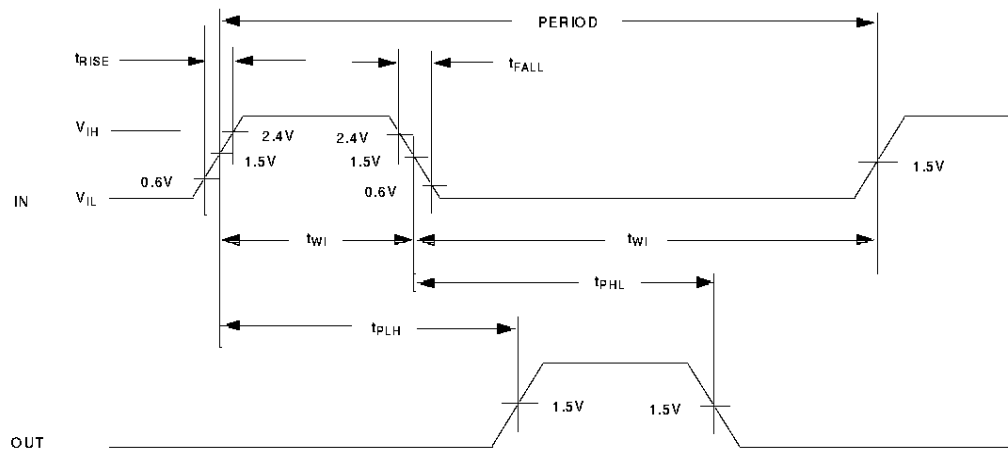 PERIOD
tRISE
tFALL
VIH
2.4V
2.4V
1.5V
1.5V
1.5V
0.6V
0.6V
IN
VIL
tWI
tWI
tPHL
tPLH
1.5V
1.5V
OUT